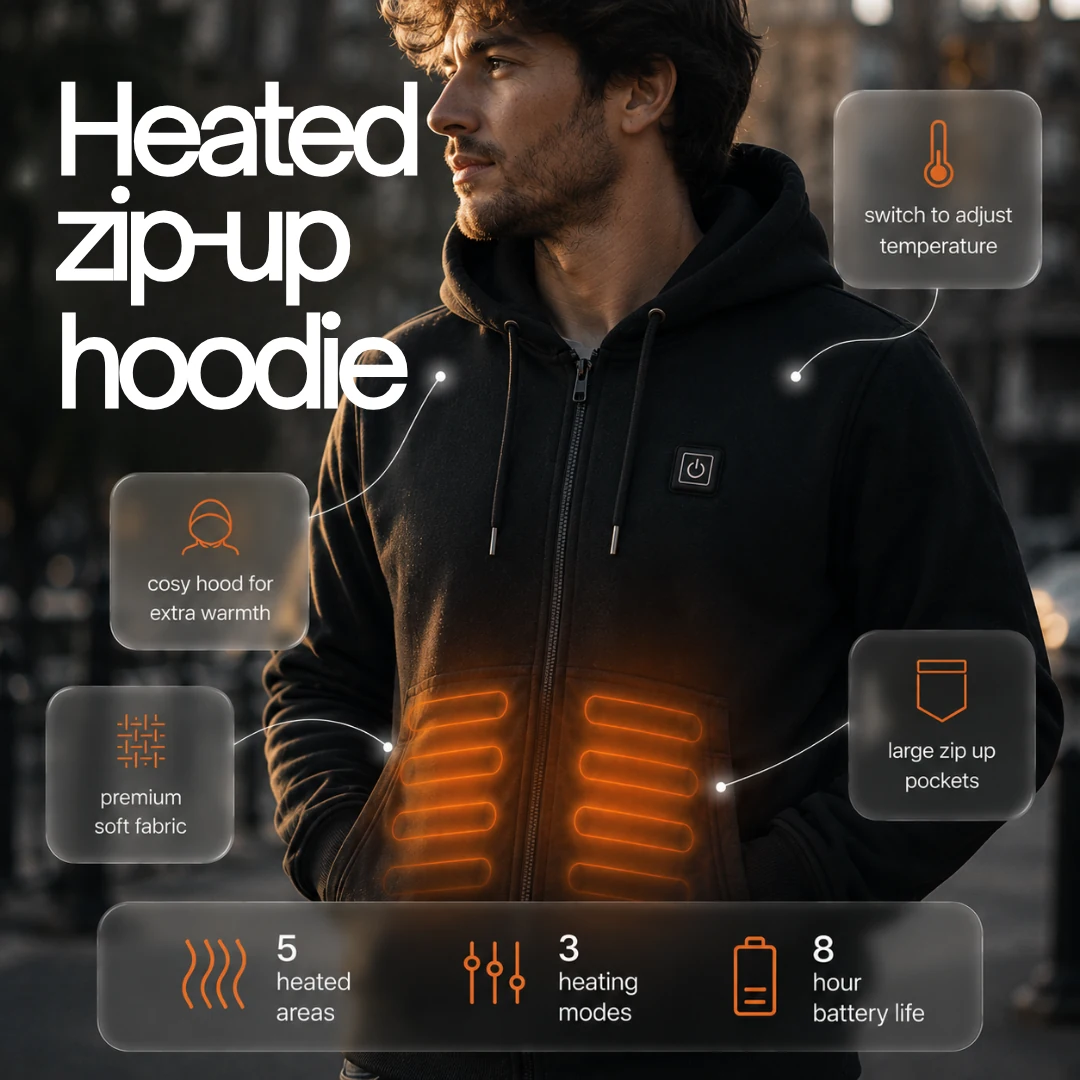 Heated
zip-up
hoodie
switch to adjust
temperature
cosy hood for
extra warmth
premium
soft fabric
large zip up
pockets
5
heated
areas
3
heating
modes
8
hour
battery life